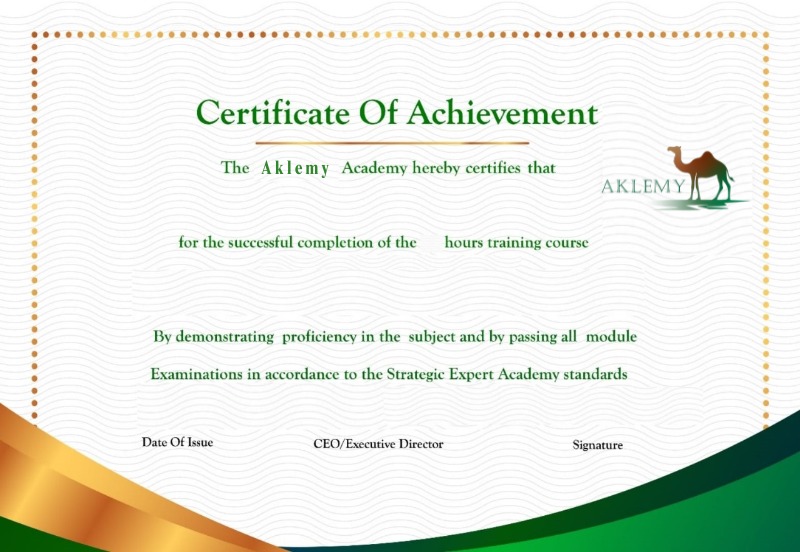 Certificate Of Achievement
The Aklemy Academy hereby certifies that
AKLEMY
for the successful completion of the hours training course
By demonstrating proficiency in the subject and by passing all module
Examinations in accordance to the Strategic Expert Academy standards
Date Of Issue
CEO/Executive Director
Signature